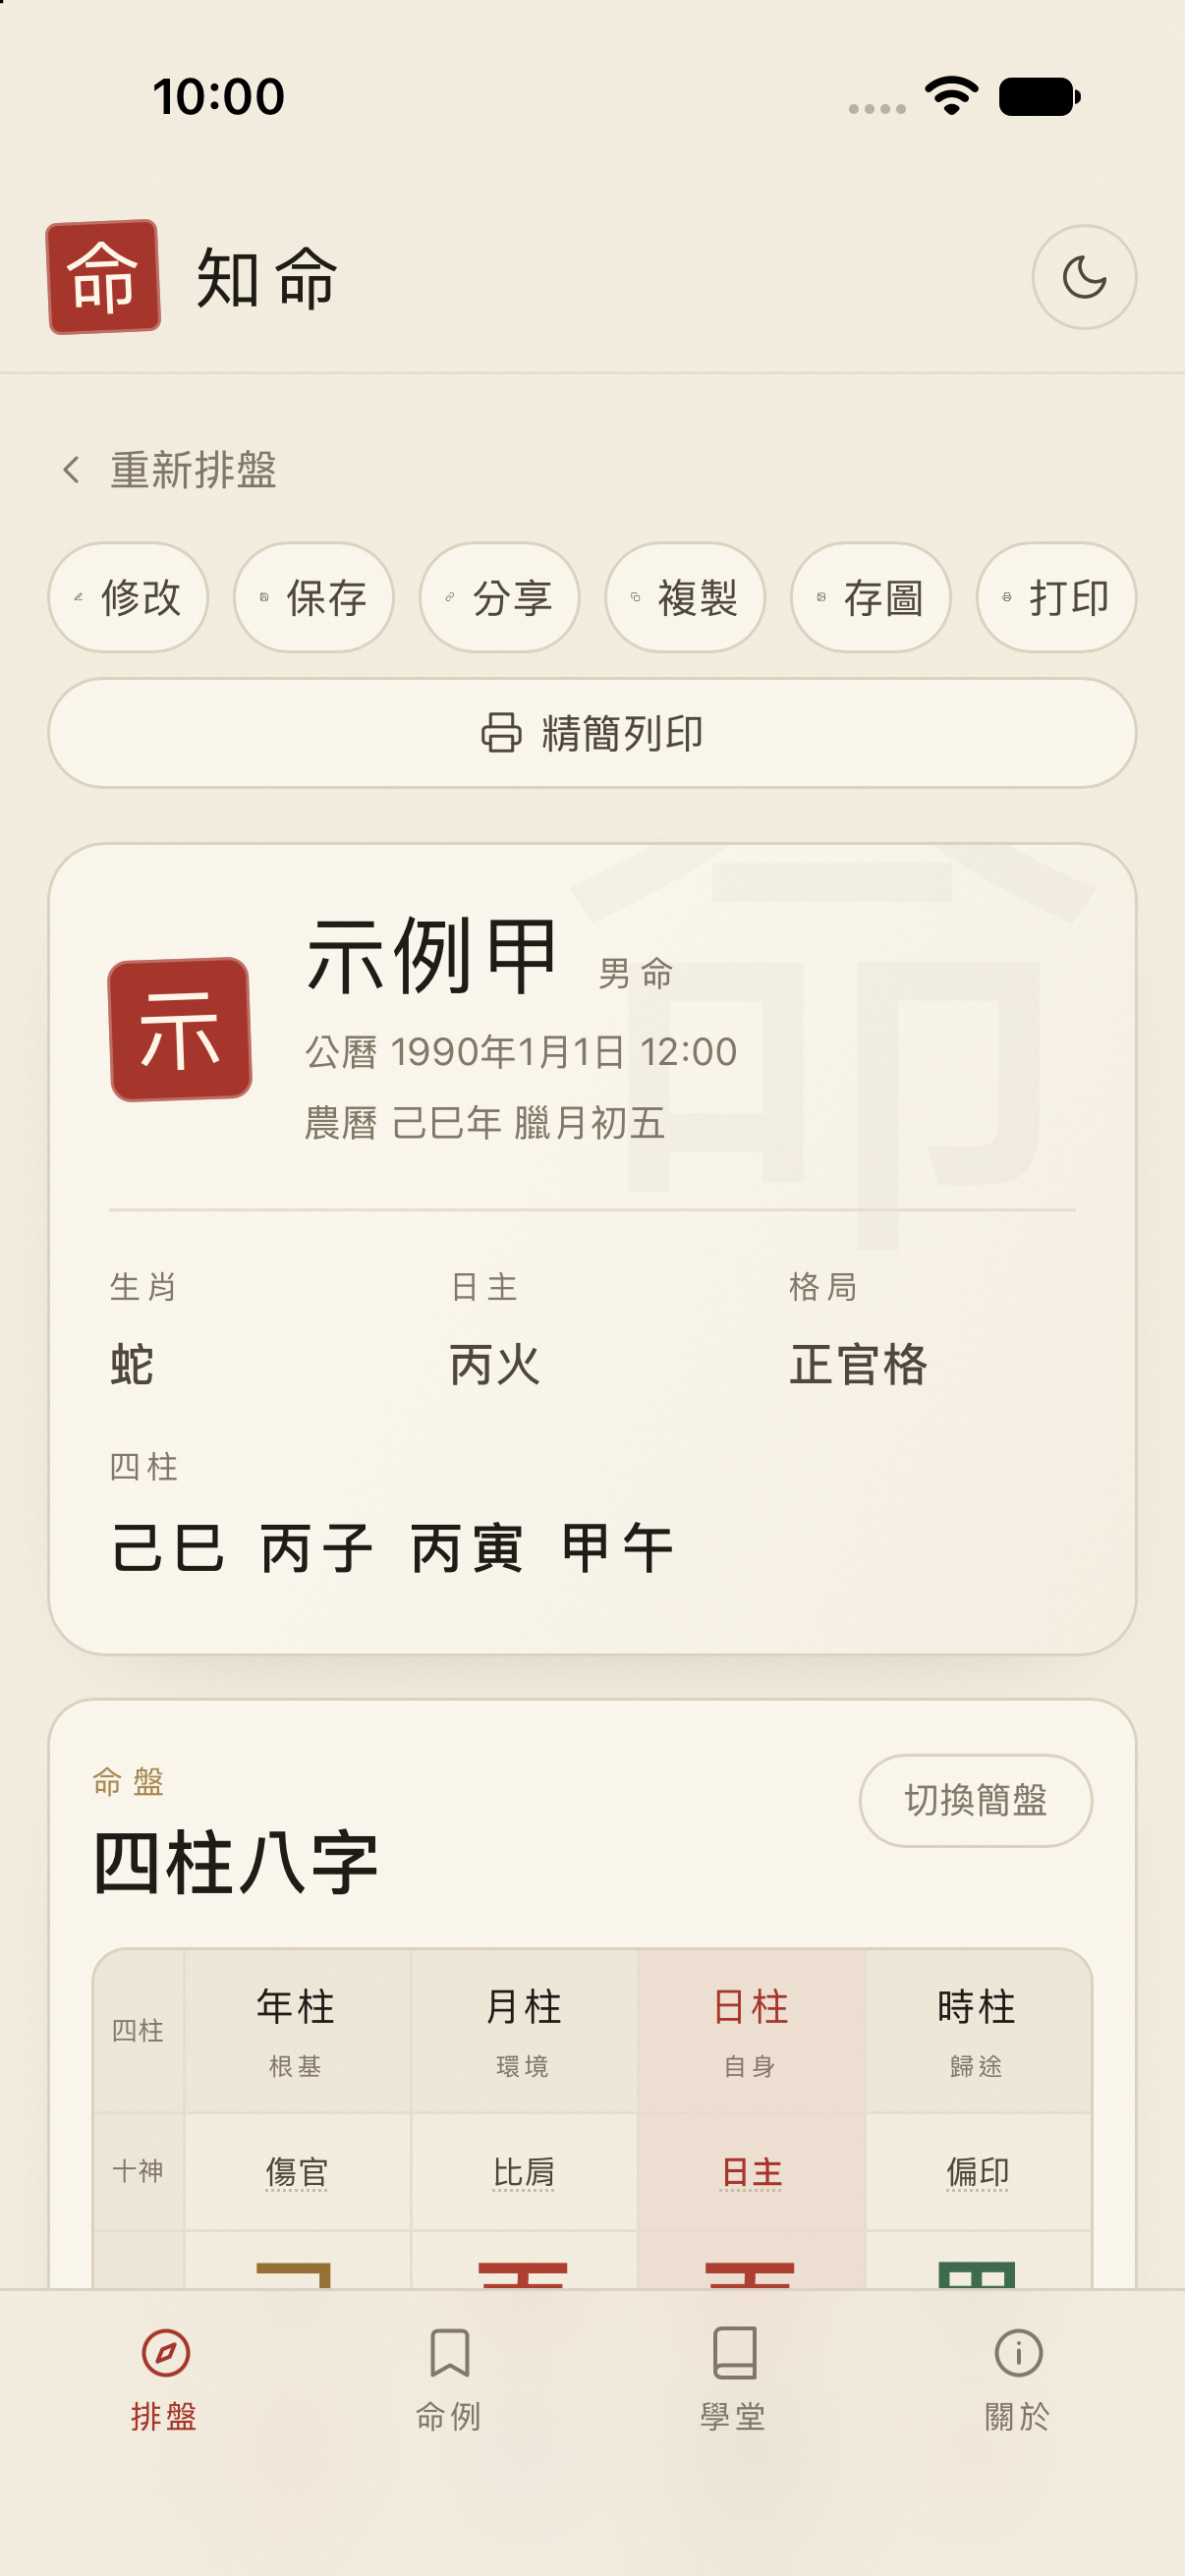 10:00
命 知命
重新排盤
修改 保存 分享 複製 存圖 打印
精簡列印
命
示
示例甲 男命
公曆 1990年1月1日 12:00
農曆 己巳年 臘月初五
生肖 日主 格局
蛇 丙火 正官格
四柱
己巳 丙子 丙寅 甲午
命盤
切換簡盤
四柱八字
四柱 年柱 月柱 日柱 時柱
根基 環境 自身 歸途
十神 傷官 比肩 日主 偏印
排盤 命例 學堂 關於